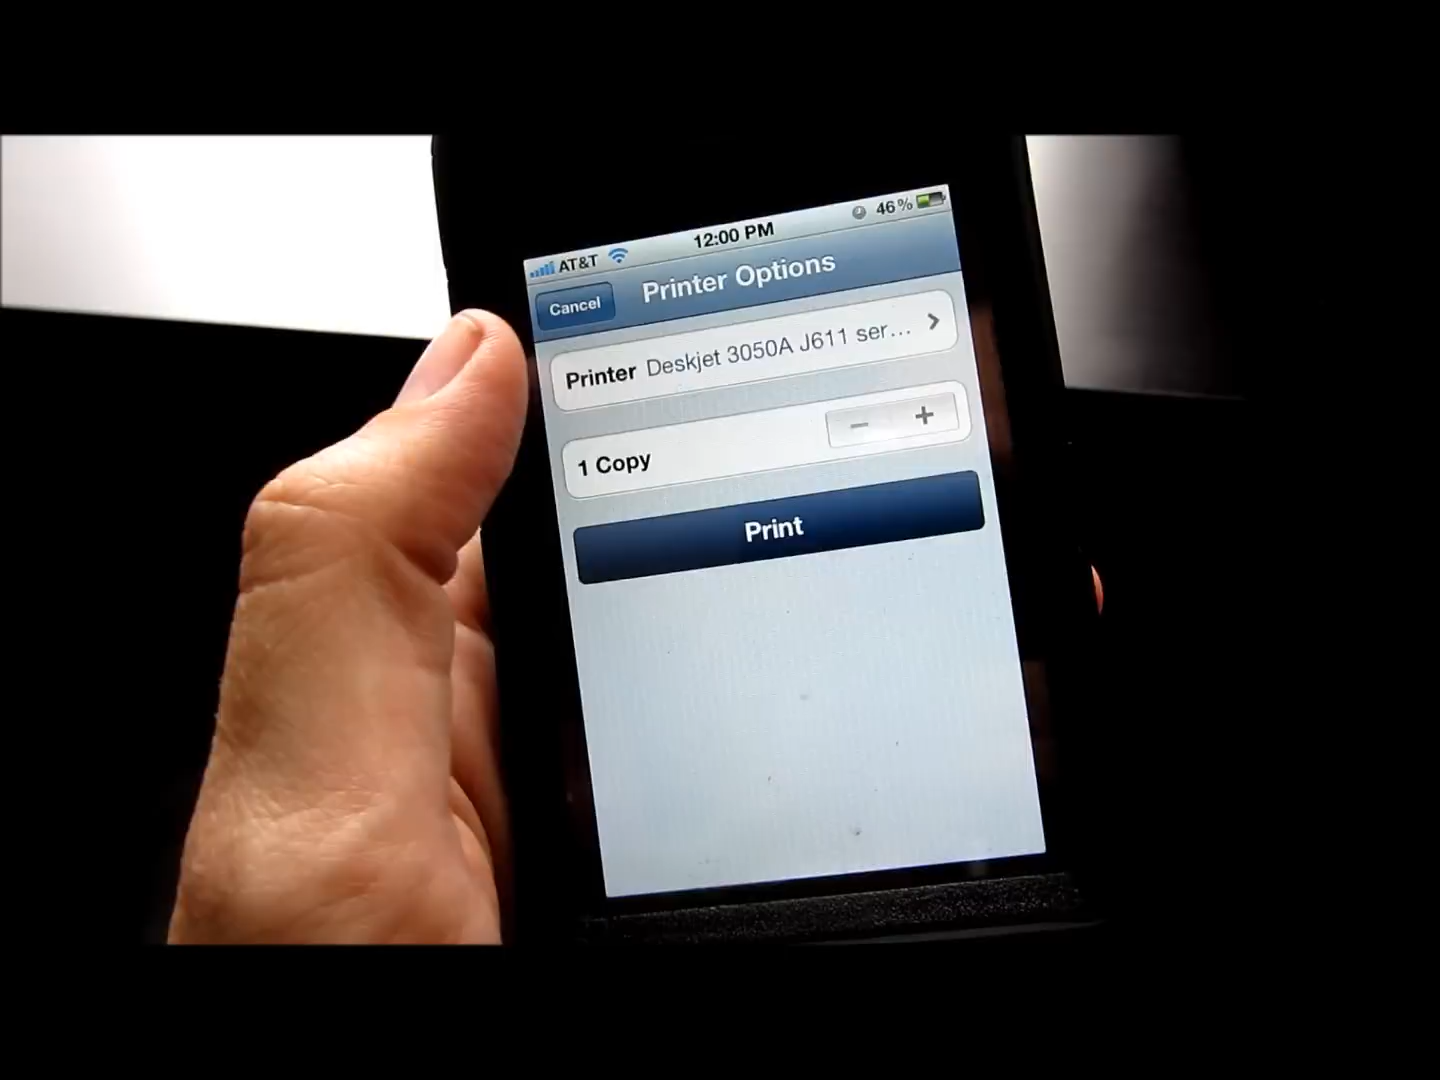 AT&T 12:00 PM 46%
Cancel Printer Options
Printer Deskjet 3050A J611 ser...
1 Copy − +
Print